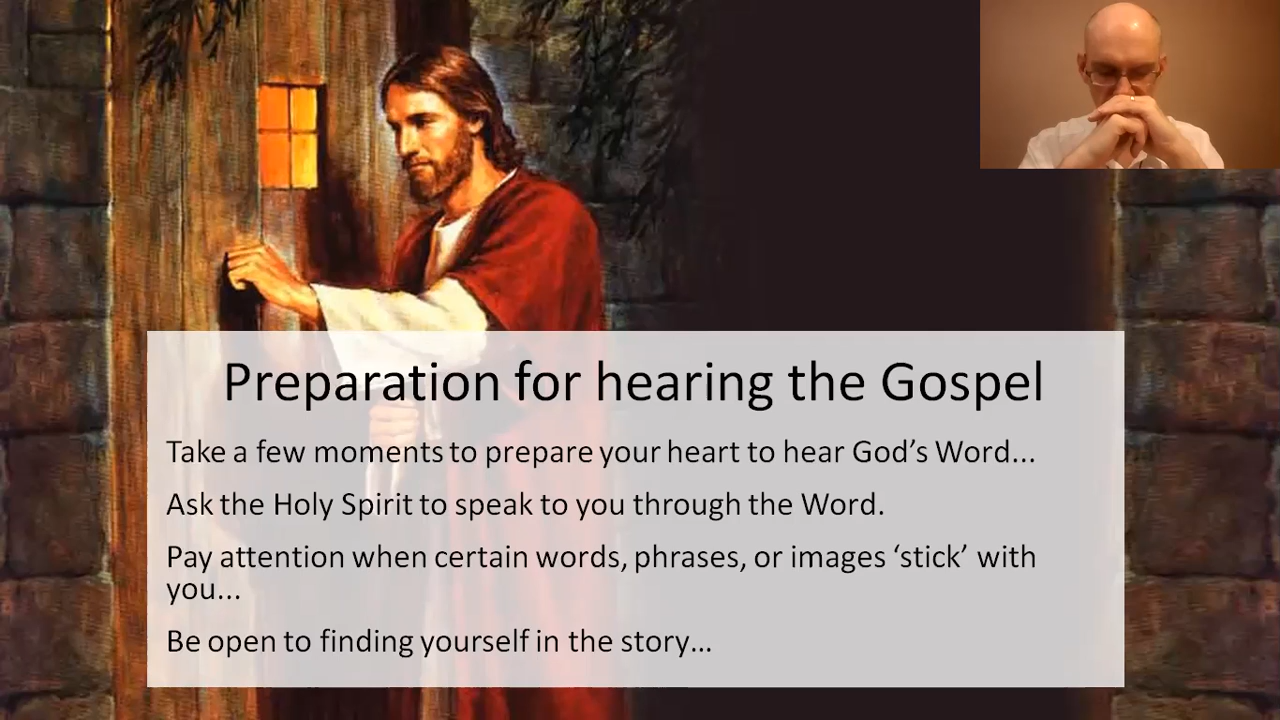 Preparation for hearing the Gospel
Take a few moments to prepare your heart to hear God’s Word...
Ask the Holy Spirit to speak to you through the Word.
Pay attention when certain words, phrases, or images ‘stick’ with
you...
Be open to finding yourself in the story…